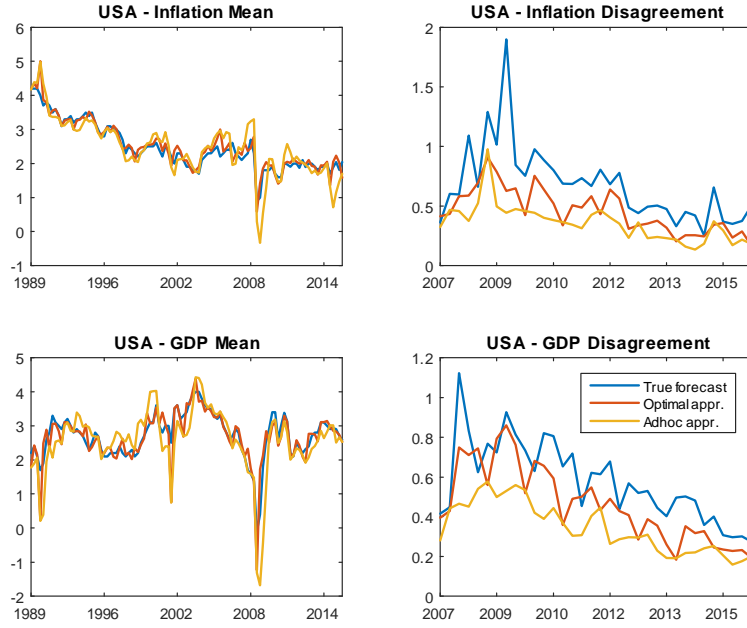 USA - Inflation Mean
6
5
4
3
2
1
0
-1
1989 1996 2002 2008 2014
USA - Inflation Disagreement
2
1.5
1
0.5
0
2007 2009 2010 2012 2013 2015
USA - GDP Mean
5
4
3
2
1
0
-1
-2
1989 1996 2002 2008 2014
USA - GDP Disagreement
1.2
1
0.8
0.6
0.4
0.2
0
2007 2009 2010 2012 2013 2015
True forecast
Optimal appr.
Adhoc appr.